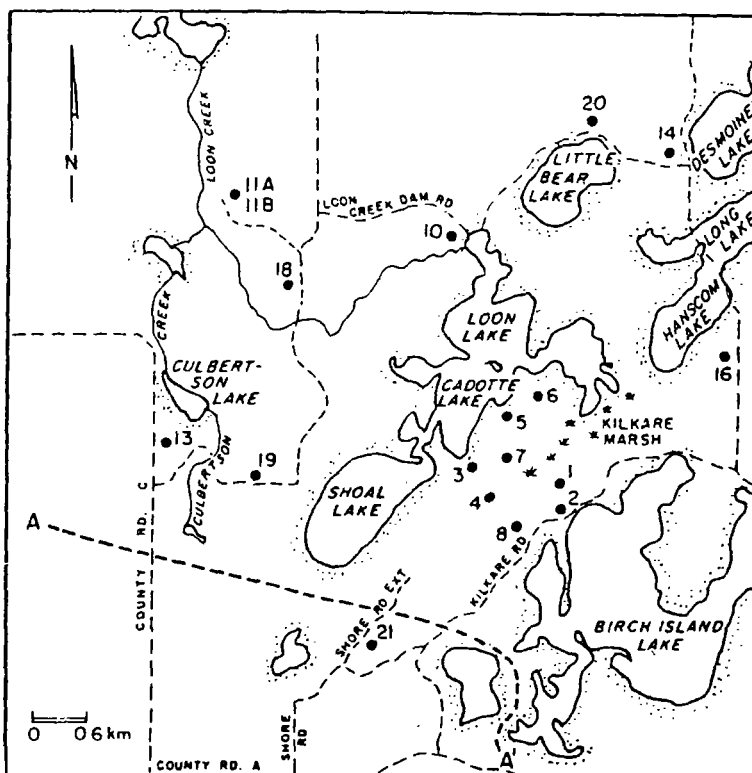 20
14
DESMOINE
LAKE
LITTLE
BEAR
LAKE
N
LOON CREEK
11A
11B
LOON
CREEK DAM RD
10
LONG
LAKE
18
HANSCOM
LAKE
LOON
LAKE
16
CREEK
CULBERT-
SON LAKE
CADOTTE
LAKE
6
5
KILKARE
MARSH
13
7
3
1
19
CULBERTSON
SHOAL
LAKE
4
2
8
A
COUNTY RD. C
KILKARE RD
SHORE RD EXT
21
BIRCH ISLAND
LAKE
SHORE
RD
0 06 km
COUNTY RD. A
A'